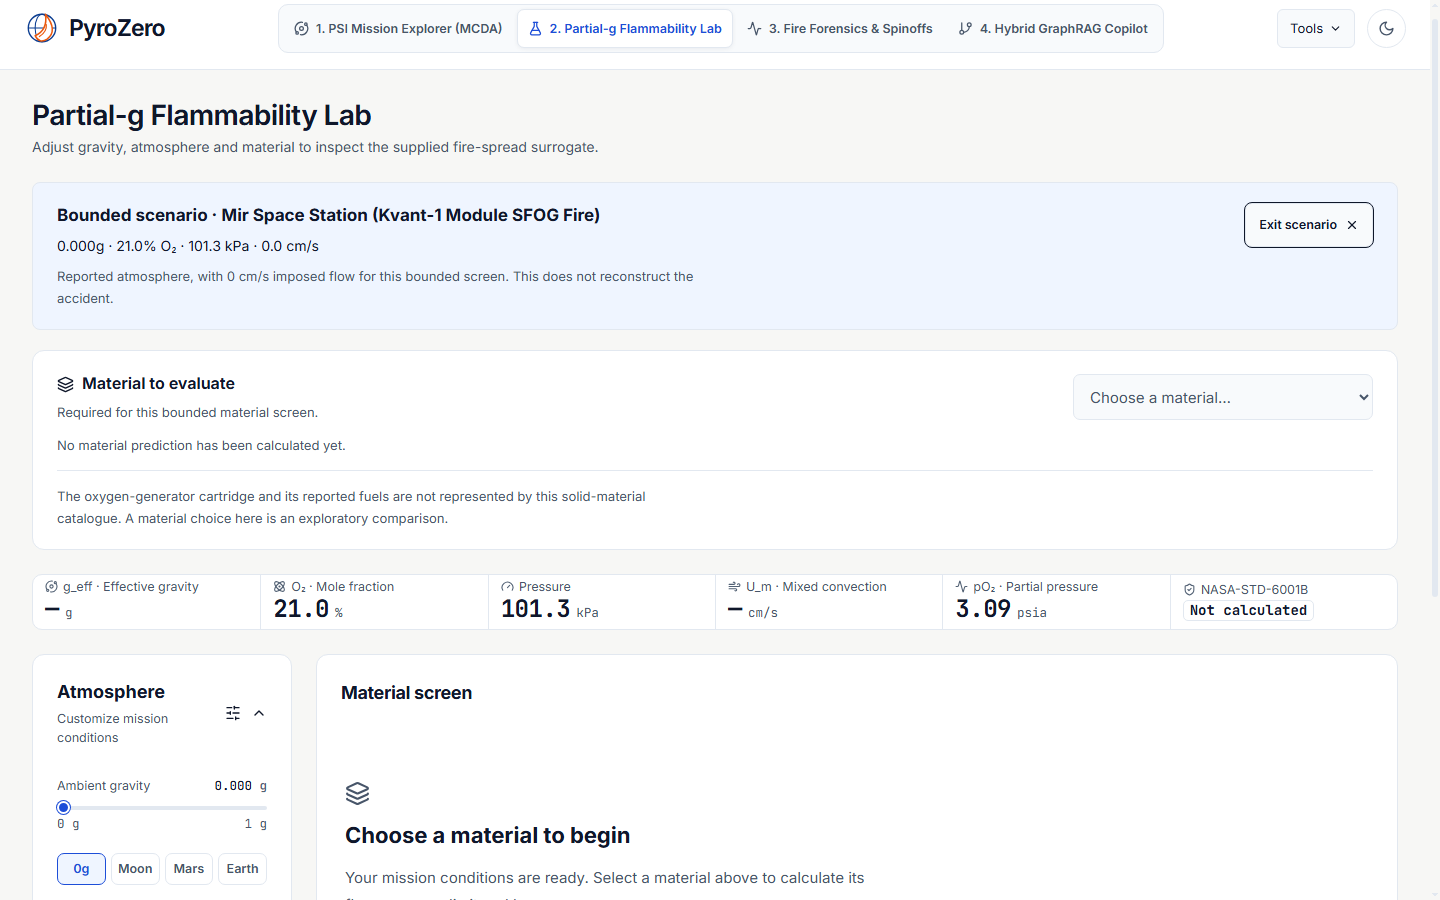 PyroZero
1. PSI Mission Explorer (MCDA)
2. Partial-g Flammability Lab
3. Fire Forensics & Spinoffs
4. Hybrid GraphRAG Copilot
Tools
Partial-g Flammability Lab
Adjust gravity, atmosphere and material to inspect the supplied fire-spread surrogate.
Bounded scenario · Mir Space Station (Kvant-1 Module SFOG Fire)
0.000g · 21.0% O₂ · 101.3 kPa · 0.0 cm/s
Reported atmosphere, with 0 cm/s imposed flow for this bounded screen. This does not reconstruct the
accident.
Exit scenario ×
Material to evaluate
Required for this bounded material screen.
No material prediction has been calculated yet.
Choose a material...
The oxygen-generator cartridge and its reported fuels are not represented by this solid-material
catalogue. A material choice here is an exploratory comparison.
g_eff · Effective gravity
— g
O₂ · Mole fraction
21.0 %
Pressure
101.3 kPa
U_m · Mixed convection
— cm/s
pO₂ · Partial pressure
3.09 psia
NASA-STD-6001B
Not calculated
Atmosphere
Customize mission
conditions
Ambient gravity 0.000 g
0 g 1 g
0g Moon Mars Earth
Material screen
Choose a material to begin
Your mission conditions are ready. Select a material above to calculate its